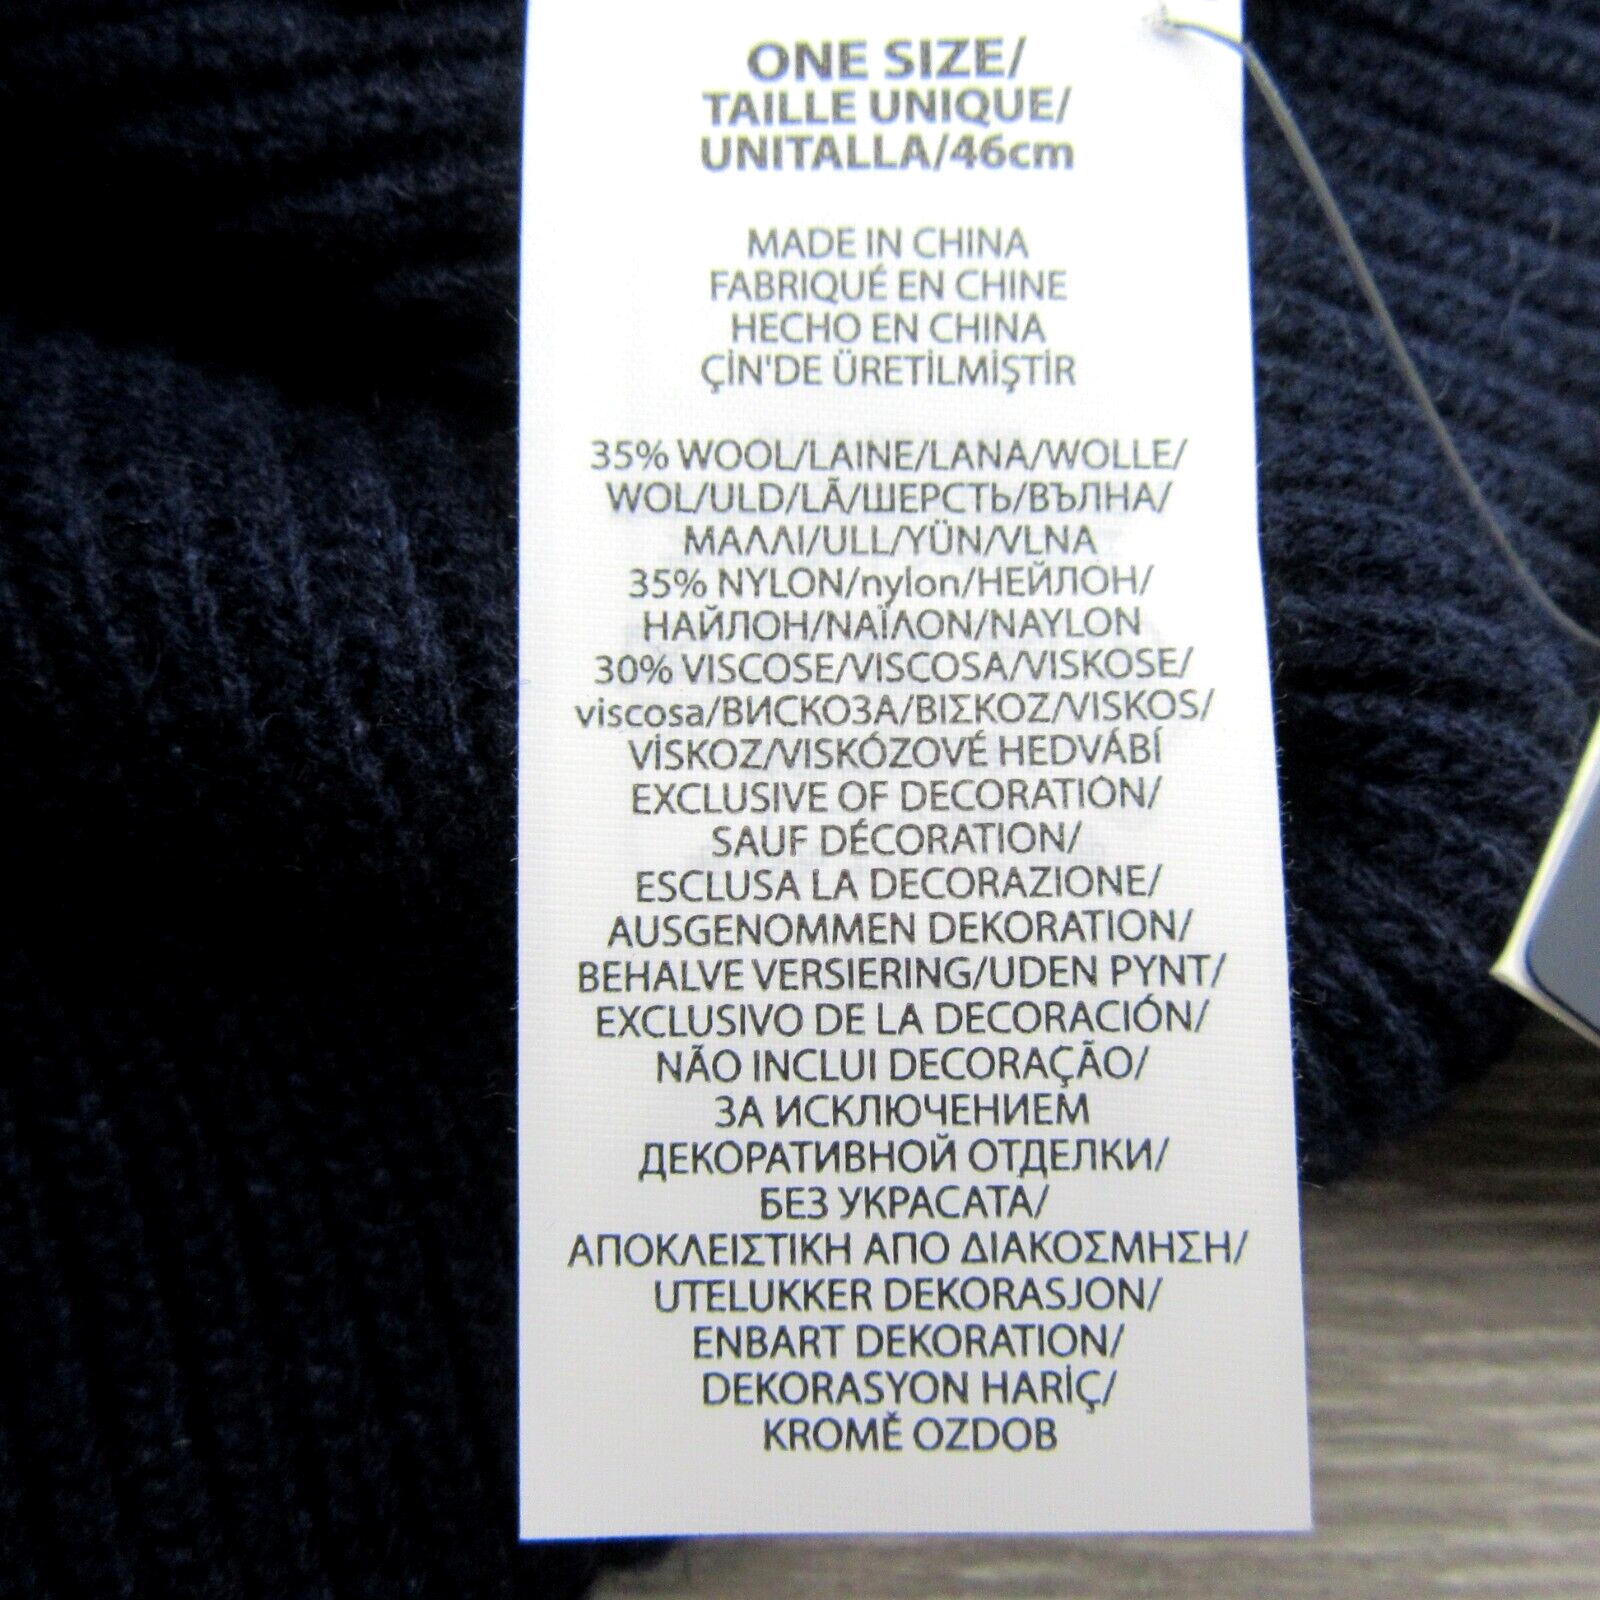 ONE SIZE/
TAILLE UNIQUE/
UNITALLA/46cm
MADE IN CHINA
FABRIQUÉ EN CHINE
HECHO EN CHINA
ÇİN'DE ÜRETİLMİŞTİR
35% WOOL/LAINE/LANA/WOLLE/
WOL/ULD/LÃ/ШЕРСТЬ/ВЪЛНА/
ΜΑΛΛΙ/ULL/YÜN/VLNA
35% NYLON/nylon/НЕЙЛОН/
НАЙЛОН/ΝΑΪΛΟΝ/NAYLON
30% VISCOSE/VISCOSA/VISKOSE/
viscosa/ВИСКОЗА/ΒΙΣΚΟΖ/VISKOS/
VİSKOZ/VISKÓZOVÉ HEDVÁBÍ
EXCLUSIVE OF DECORATION/
SAUF DÉCORATION/
ESCLUSA LA DECORAZIONE/
AUSGENOMMEN DEKORATION/
BEHALVE VERSIERING/UDEN PYNT/
EXCLUSIVO DE LA DECORACIÓN/
NÃO INCLUI DECORAÇÃO/
ЗА ИСКЛЮЧЕНИЕМ
ДЕКОРАТИВНОЙ ОТДЕЛКИ/
БЕЗ УКРАСАТА/
ΑΠΟΚΛΕΙΣΤΙΚΗ ΑΠΟ ΔΙΑΚΟΣΜΗΣΗ/
UTELUKKER DEKORASJON/
ENBART DEKORATION/
DEKORASYON HARİÇ/
KROMĚ OZDOB